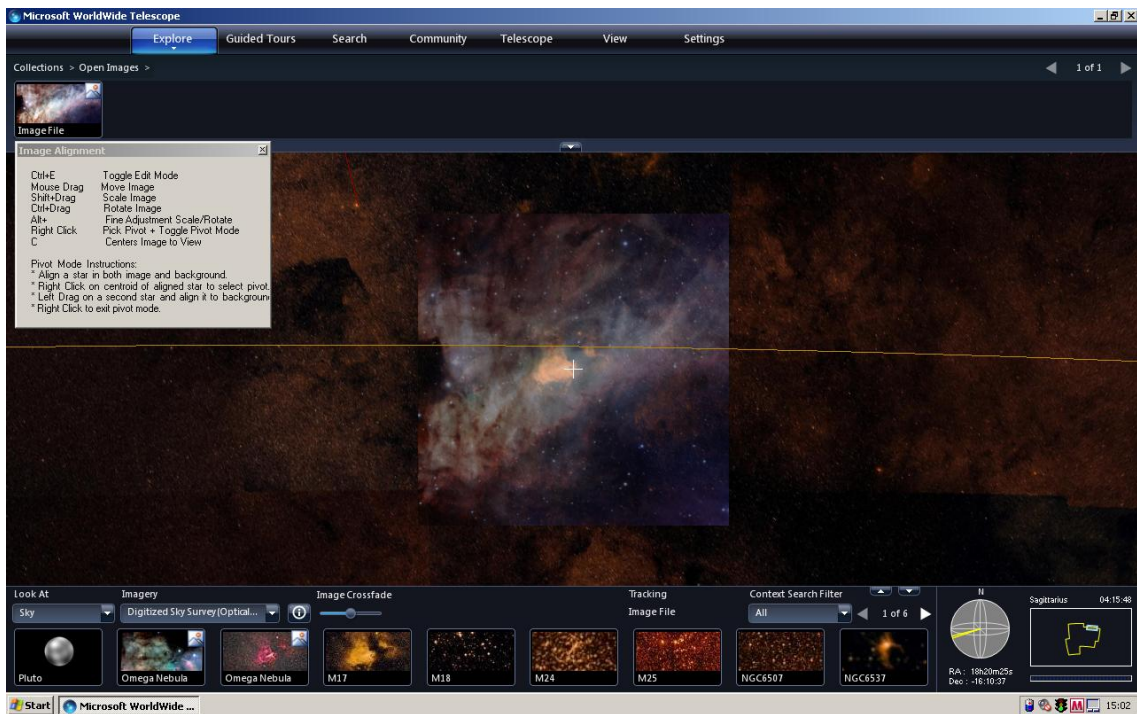 Microsoft WorldWide Telescope
Explore Guided Tours Search Community Telescope View Settings
Collections > Open Images >
1 of 1
Image File
Image Alignment
Ctrl+E Toggle Edit Mode
Mouse Drag Move Image
Shift+Drag Scale Image
Ctrl+Drag Rotate Image
Alt+ Fine Adjustment Scale/Rotate
Right Click Pick Pivot + Toggle Pivot Mode
C Centers Image to View
Pivot Mode Instructions:
* Align a star in both image and background.
* Right Click on centroid of aligned star to select pivot.
* Left Drag on a second star and align it to background
* Right Click to exit pivot mode.
Look At Imagery Image Crossfade Tracking Context Search Filter
Sky Digitized Sky Survey (Optical... Image File All 1 of 6
Pluto Omega Nebula Omega Nebula M17 M18 M24 M25 NGC6507 NGC6537
N
RA : 18h20m25s
Dec : -16:10:37
Sagittarius 04:15:48
Start Microsoft WorldWide ... M 15:02